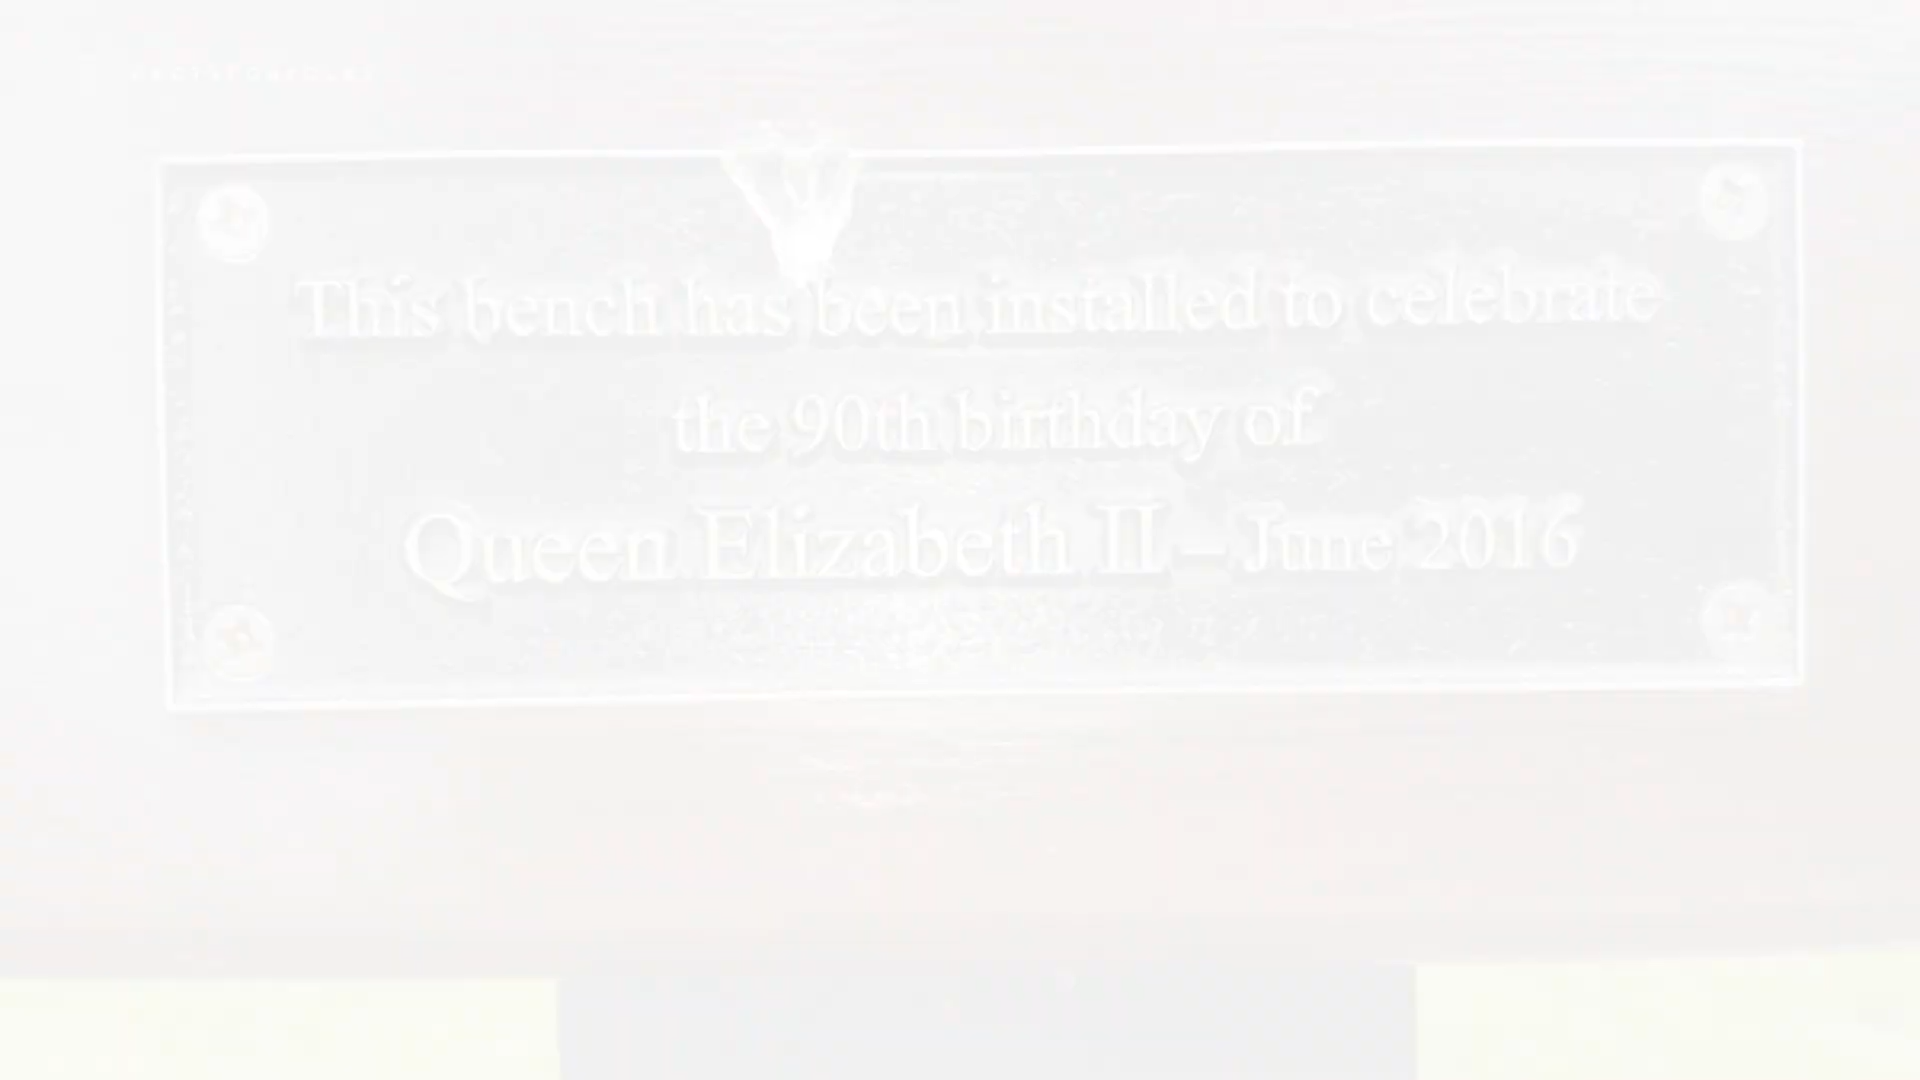 This bench has been installed to celebrate
the 90th birthday of
Queen Elizabeth II – June 2016